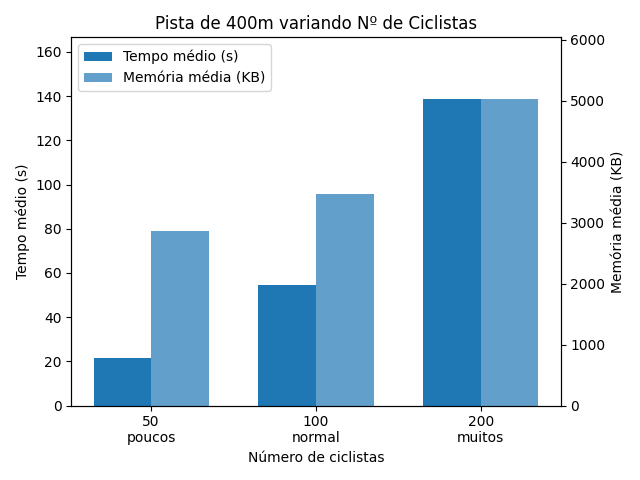 Pista de 400m variando Nº de Ciclistas
Tempo médio (s)
Memória média (KB)
Tempo médio (s)
160
140
120
100
80
60
40
20
0
6000
5000
4000
3000
2000
1000
0
Memória média (KB)
50
poucos
100
normal
200
muitos
Número de ciclistas